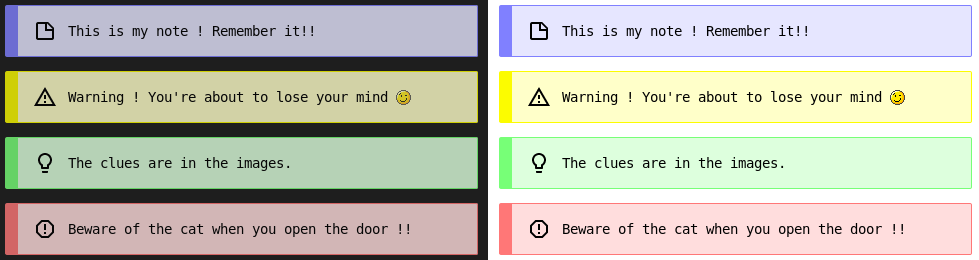 This is my note ! Remember it!!
Warning ! You're about to lose your mind 😉
The clues are in the images.
Beware of the cat when you open the door !!
This is my note ! Remember it!!
Warning ! You're about to lose your mind 😉
The clues are in the images.
Beware of the cat when you open the door !!